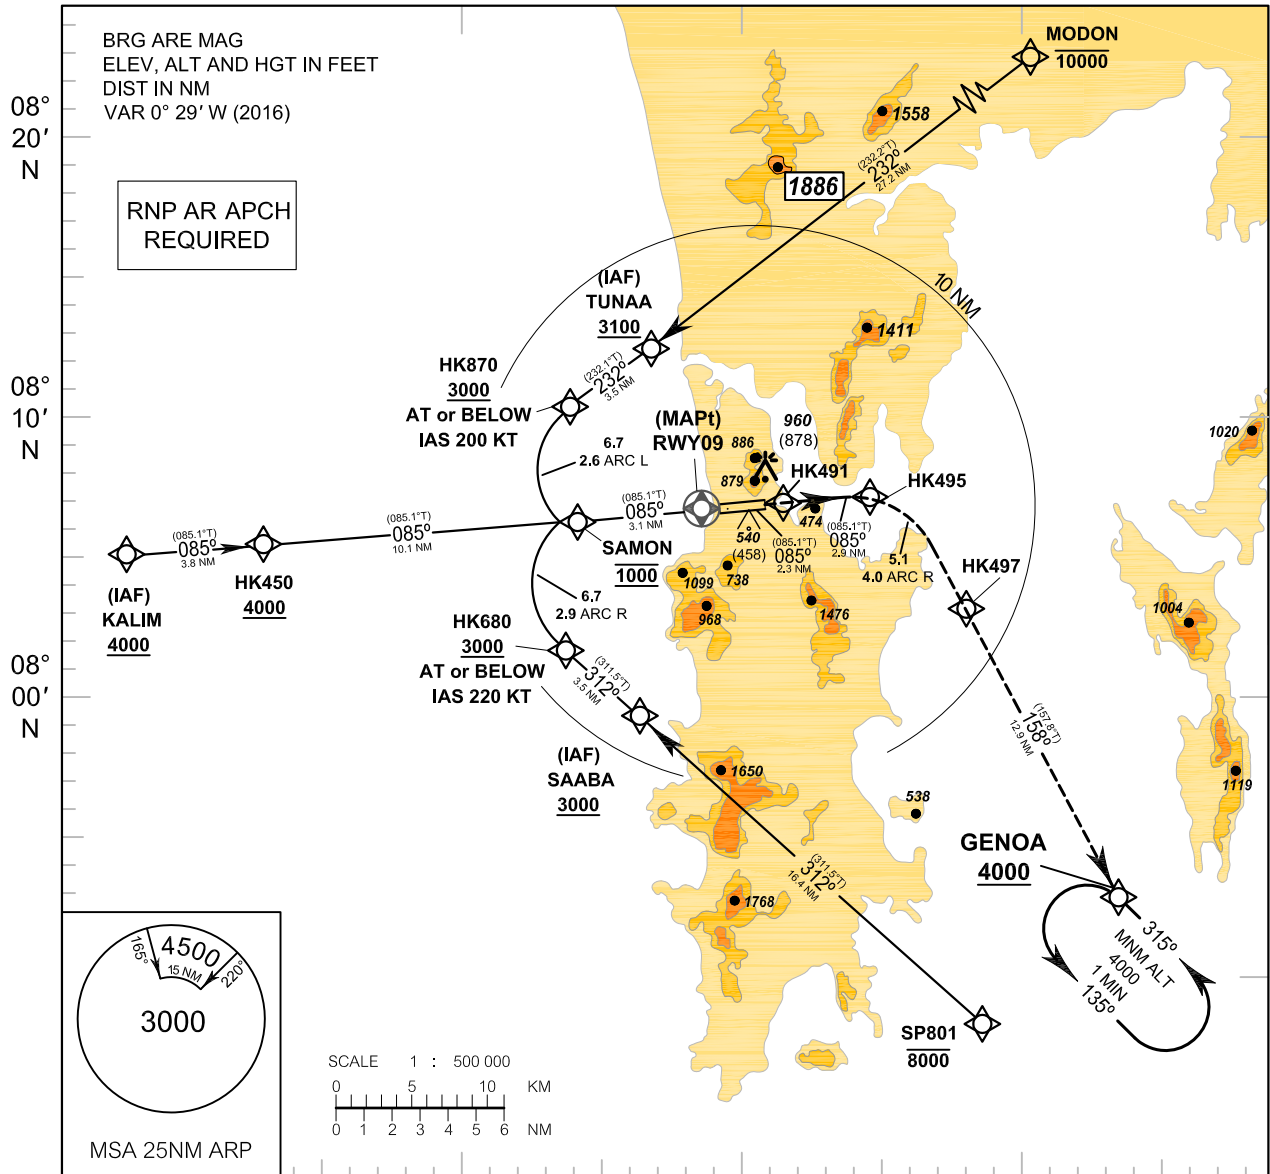 BRG ARE MAG
ELEV, ALT AND HGT IN FEET
DIST IN NM
VAR 0° 29' W (2016)
RNP AR APCH
REQUIRED
08°
20'
N
08°
10'
N
08°
00'
N
MODON
10000
(232.2°T)
232°
27.2 NM
1558
1886
10 NM
(IAF)
TUNAA
3100
(232.1°T)
232°
3.5 NM
HK870
3000
AT or BELOW
IAS 200 KT
6.7
2.6 ARC L
1411
(MAPt)
RWY09
886
879
960
(878)
HK491
HK495
474
540
(458)
(085.1°T)
085°
2.3 NM
(085.1°T)
085°
2.9 NM
5.1
4.0 ARC R
HK497
(085.1°T)
085°
3.1 NM
(085.1°T)
085°
10.1 NM
(085.1°T)
085°
3.8 NM
(IAF)
KALIM
4000
HK450
4000
SAMON
1000
1099
738
968
1476
6.7
2.9 ARC R
HK680
3000
AT or BELOW
IAS 220 KT
(311.5°T)
312°
3.5 NM
(IAF)
SAABA
3000
1020
1004
1119
(157.8°T)
158°
12.9 NM
1650
538
1768
(311.5°T)
312°
16.4 NM
GENOA
4000
315°
MNM ALT
4000
1 MIN
135°
SP801
8000
165°
4500
15 NM
220°
3000
MSA 25NM ARP
SCALE 1 : 500 000
0 5 10 KM
0 1 2 3 4 5 6 NM